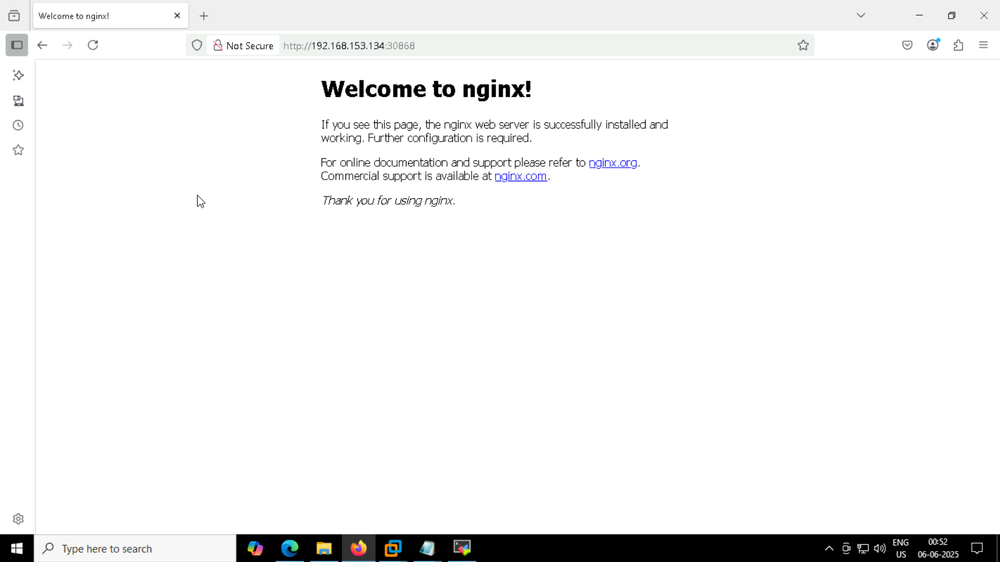 Welcome to nginx!
Not Secure
http://192.168.153.134:30868
Welcome to nginx!
If you see this page, the nginx web server is successfully installed and
working. Further configuration is required.
For online documentation and support please refer to nginx.org.
Commercial support is available at nginx.com.
Thank you for using nginx.
Type here to search
ENG
US
00:52
06-06-2025